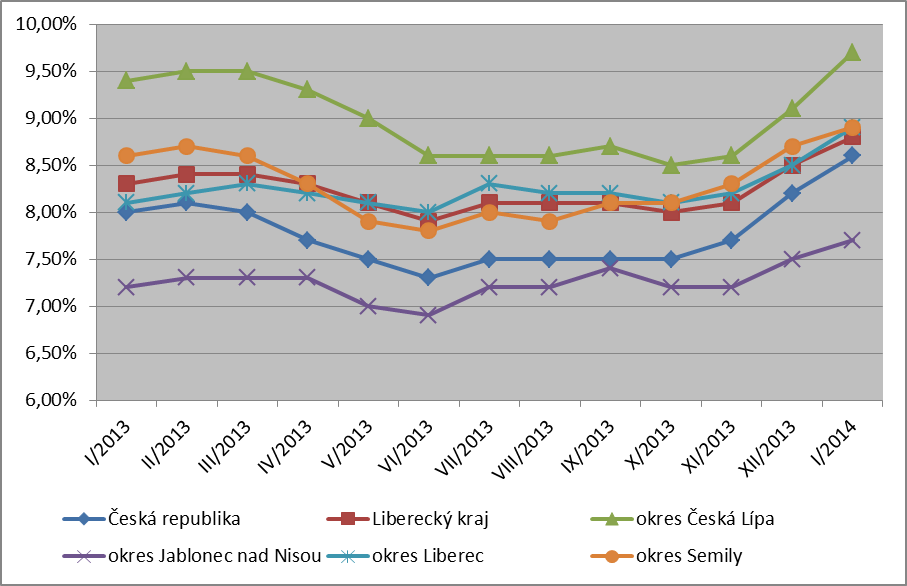 10,00%
9,50%
9,00%
8,50%
8,00%
7,50%
7,00%
6,50%
6,00%
I/2013
II/2013
III/2013
IV/2013
V/2013
VI/2013
VII/2013
VIII/2013
IX/2013
X/2013
XI/2013
XII/2013
I/2014
Česká republika
Liberecký kraj
okres Česká Lípa
okres Jablonec nad Nisou
okres Liberec
okres Semily